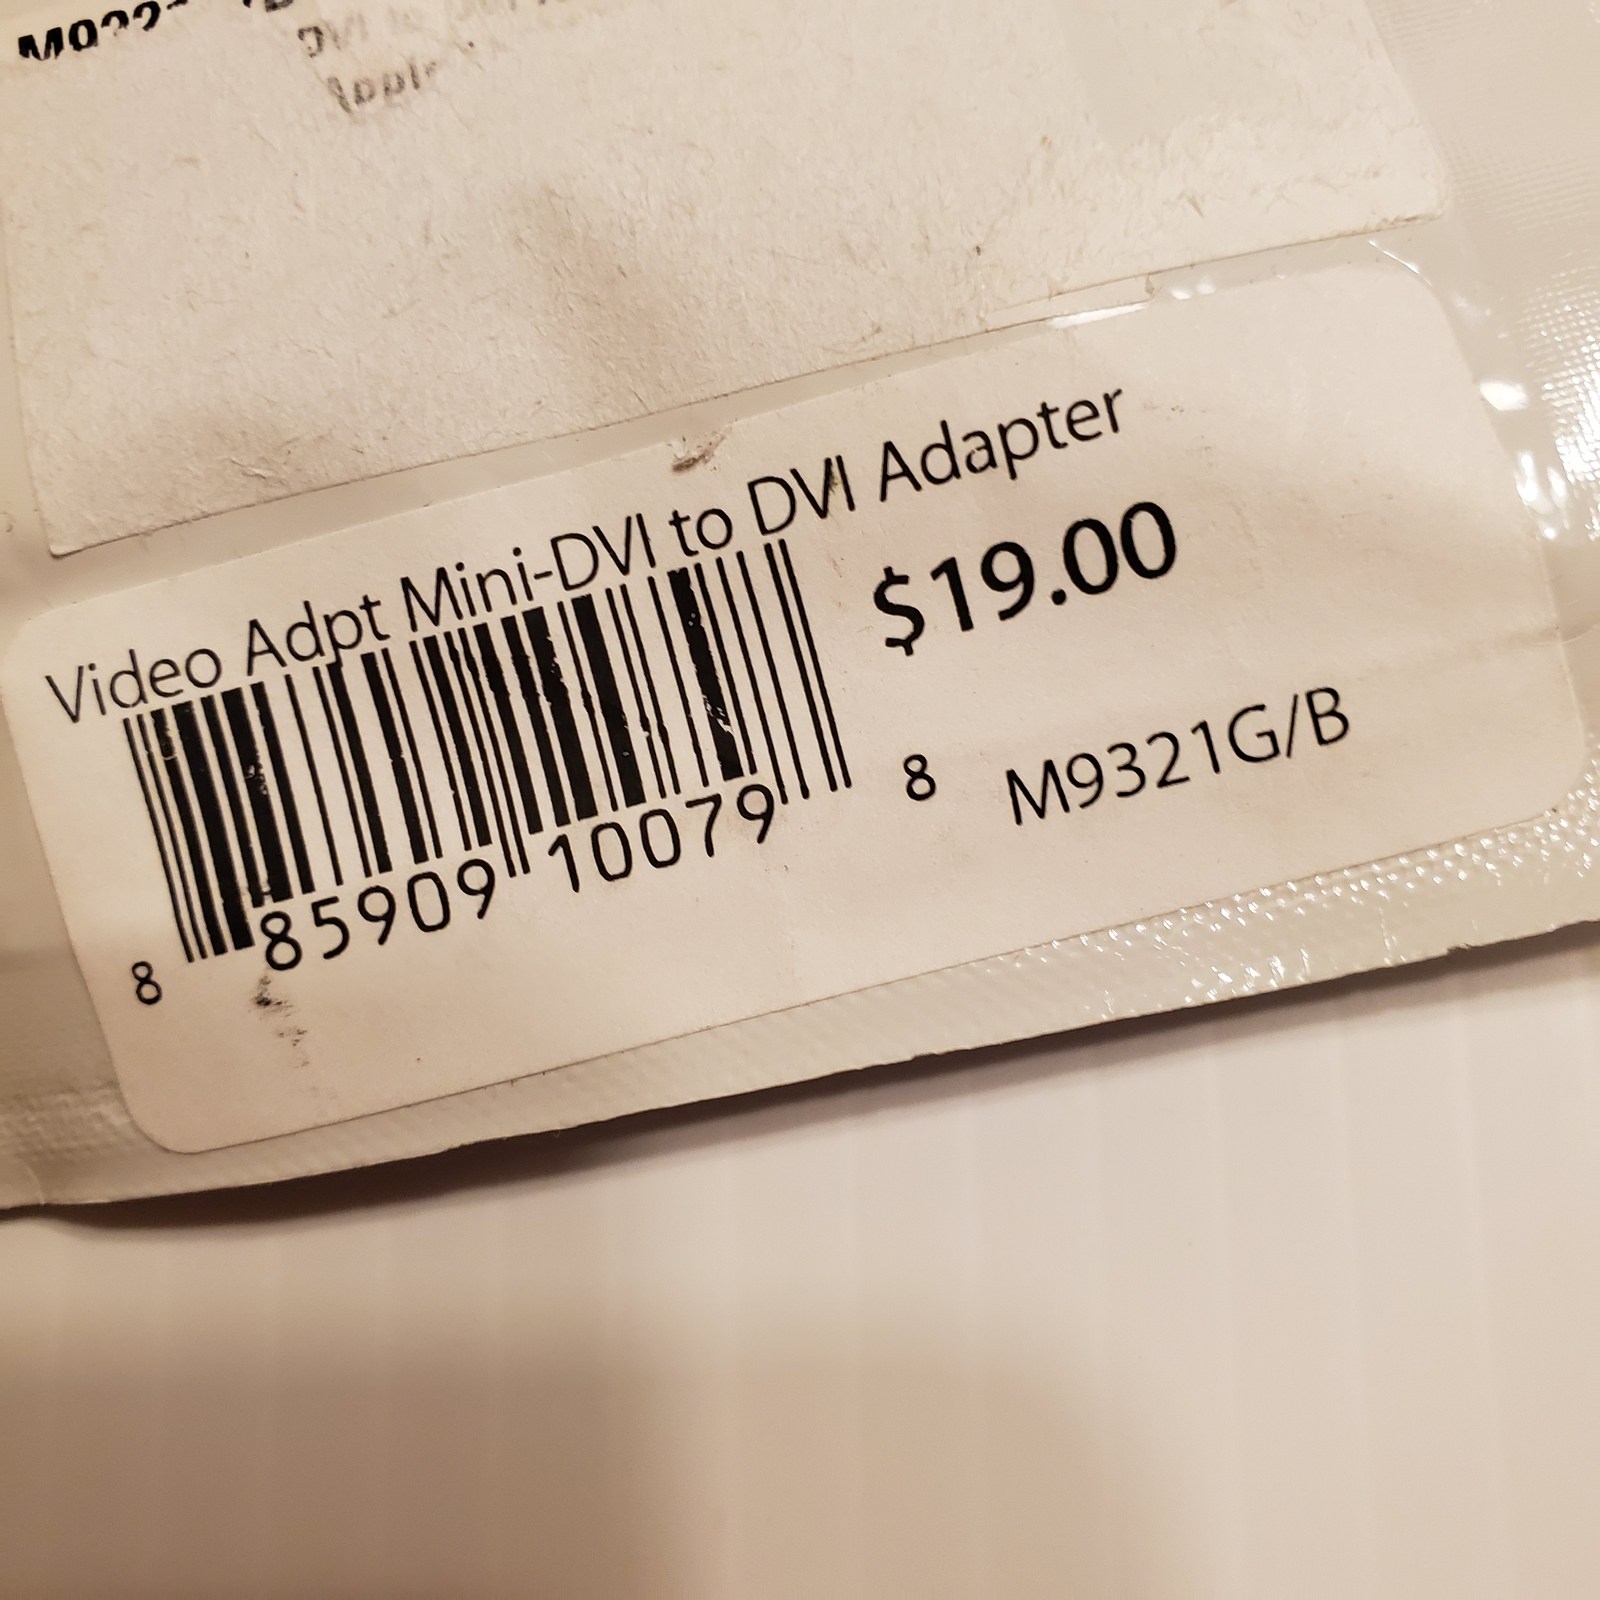 Video Adpt Mini-DVI to DVI Adapter
$19.00
8 85909 10079 8
M9321G/B